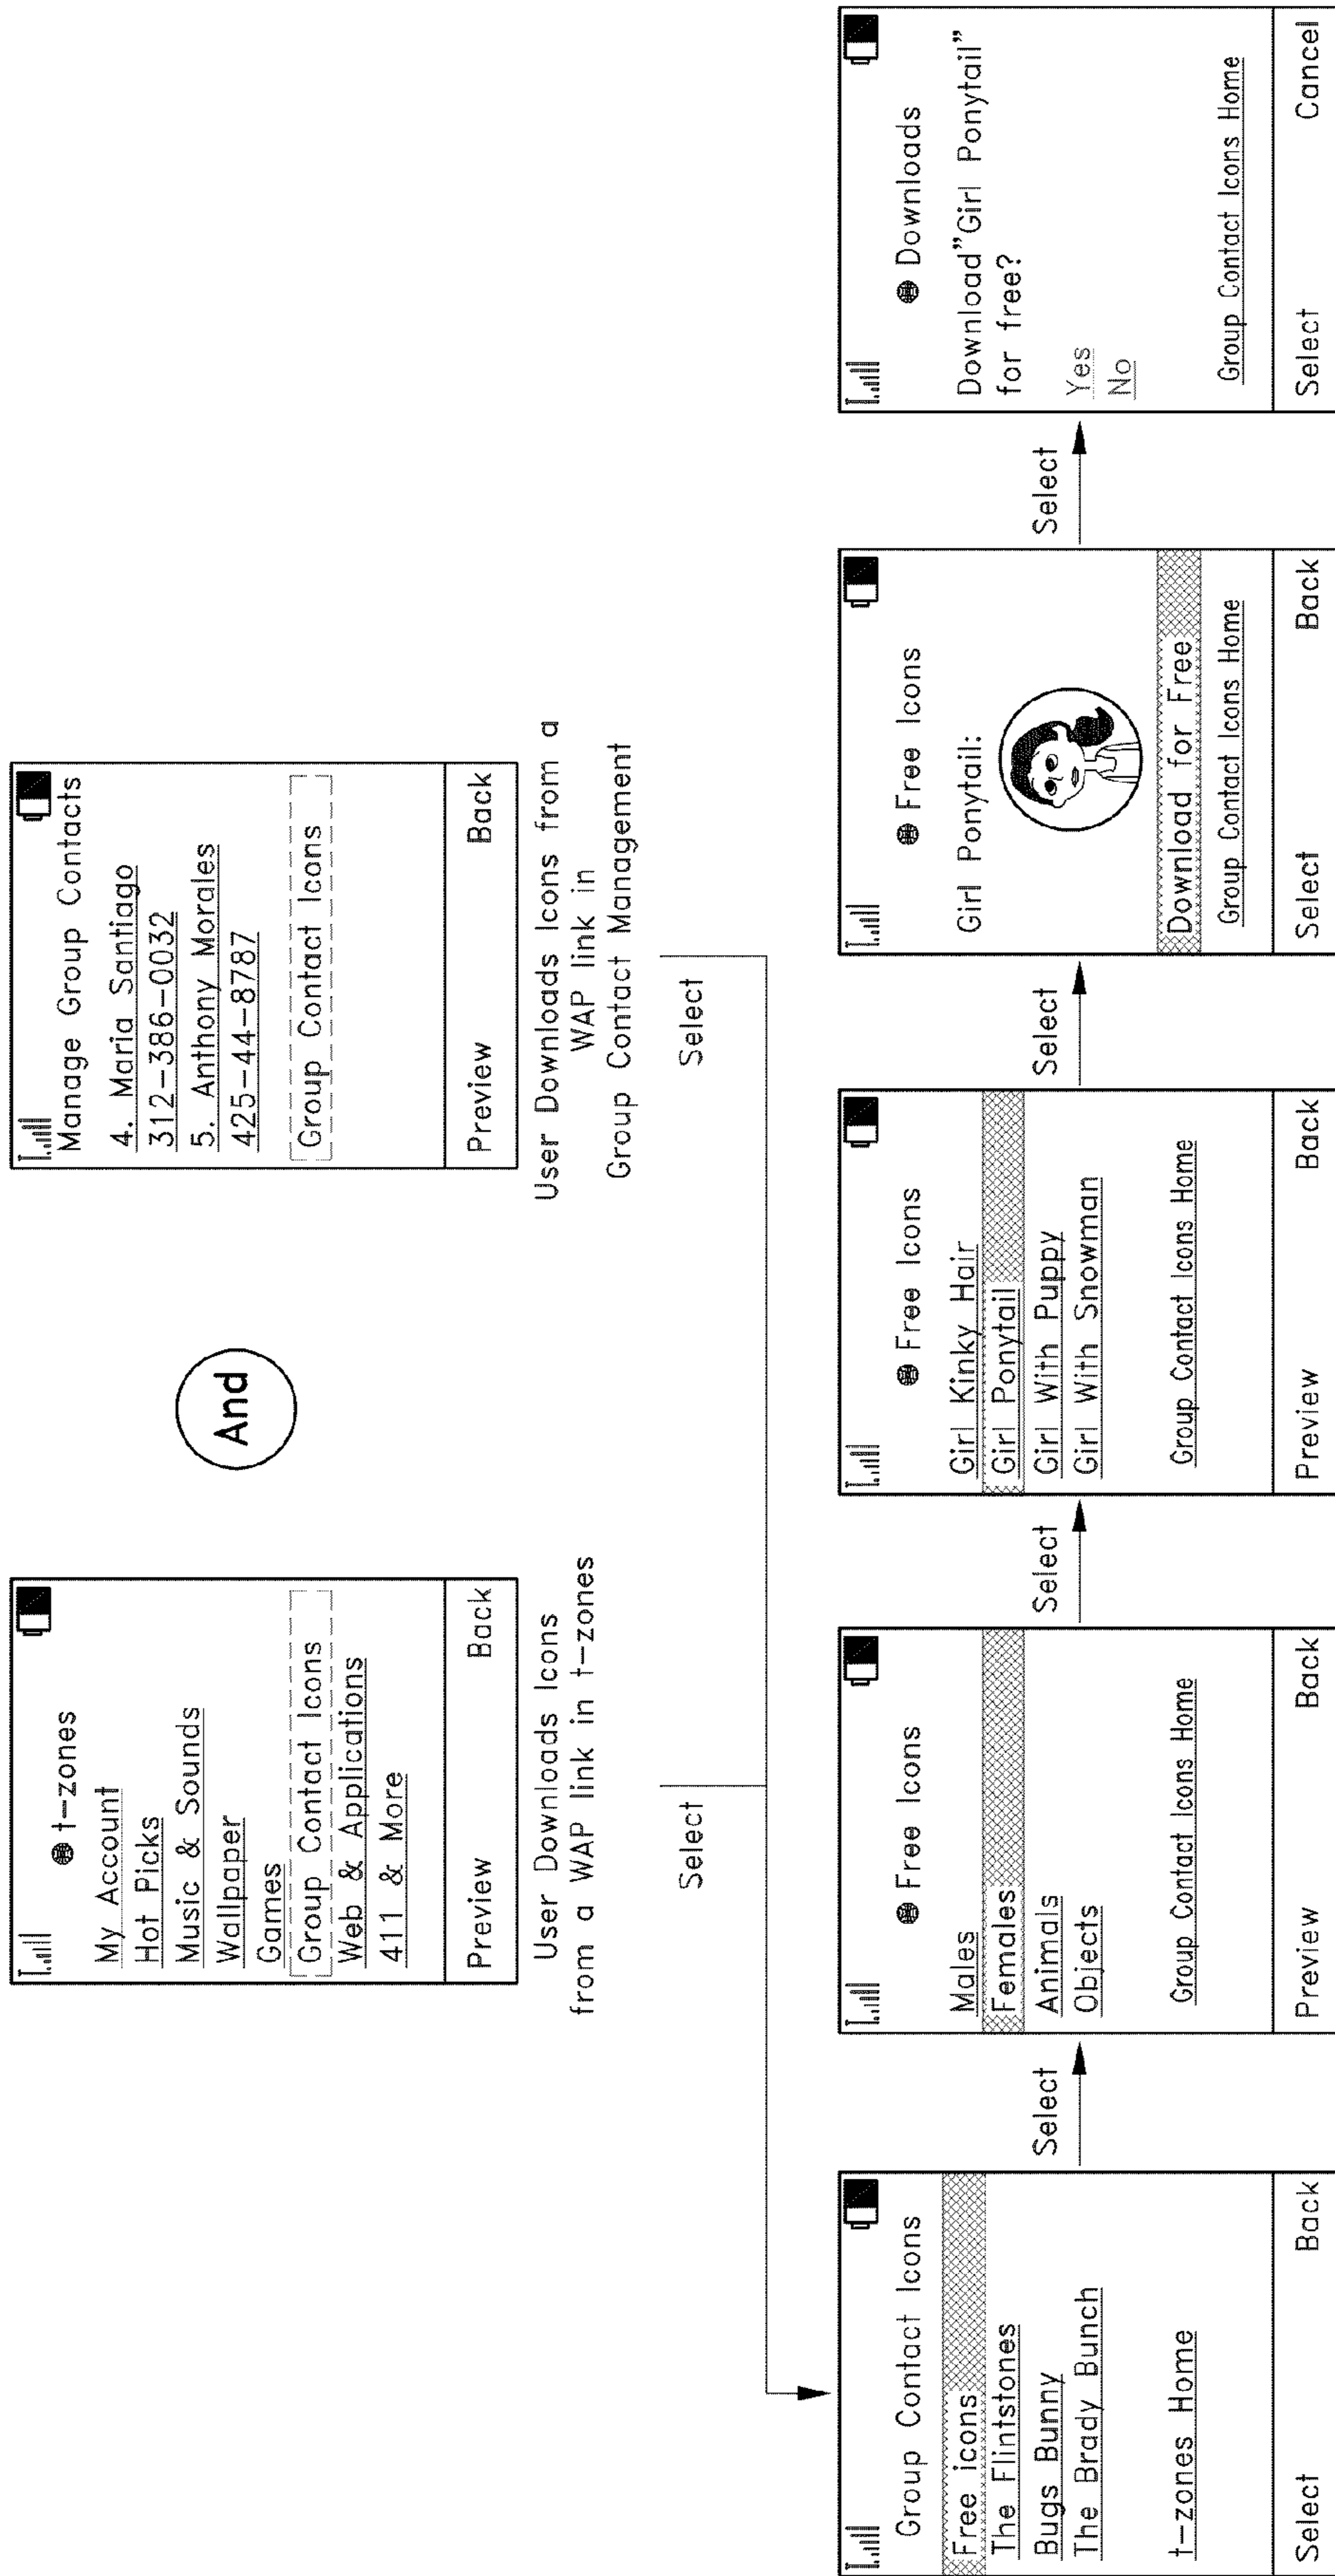 t-zones
My Account
Hot Picks
Music & Sounds
Wallpaper
Games
Group Contact Icons
Web & Applications
411 & More
Preview Back
User Downloads Icons
from a WAP link in t-zones
And
Manage Group Contacts
4. Maria Santiago
312-386-0032
5. Anthony Morales
425-44-8787
Group Contact Icons
Preview Back
User Downloads Icons from a
WAP link in
Group Contact Management
Select
Select
Group Contact Icons
Free icons
The Flintstones
Bugs Bunny
The Brady Bunch
t-zones Home
Select Back
Select
Free Icons
Males
Females
Animals
Objects
Group Contact Icons Home
Preview Back
Select
Free Icons
Girl Kinky Hair
Girl Ponytail
Girl With Puppy
Girl With Snowman
Group Contact Icons Home
Preview Back
Select
Free Icons
Girl Ponytail:
Download for Free
Group Contact Icons Home
Select Back
Select
Downloads
Download”Girl Ponytail”
for free?
Yes
No
Group Contact Icons Home
Select Cancel